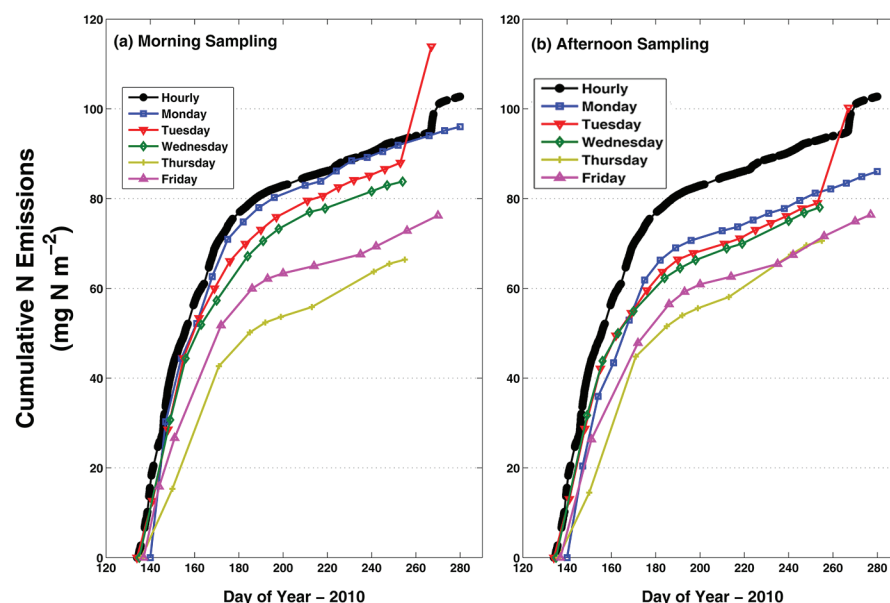 Cumulative N Emissions
(mg N m⁻²)
(a) Morning Sampling
Hourly
Monday
Tuesday
Wednesday
Thursday
Friday
120
100
80
60
40
20
0
120 140 160 180 200 220 240 260 280
Day of Year – 2010
(b) Afternoon Sampling
Hourly
Monday
Tuesday
Wednesday
Thursday
Friday
120
100
80
60
40
20
0
120 140 160 180 200 220 240 260 280
Day of Year – 2010